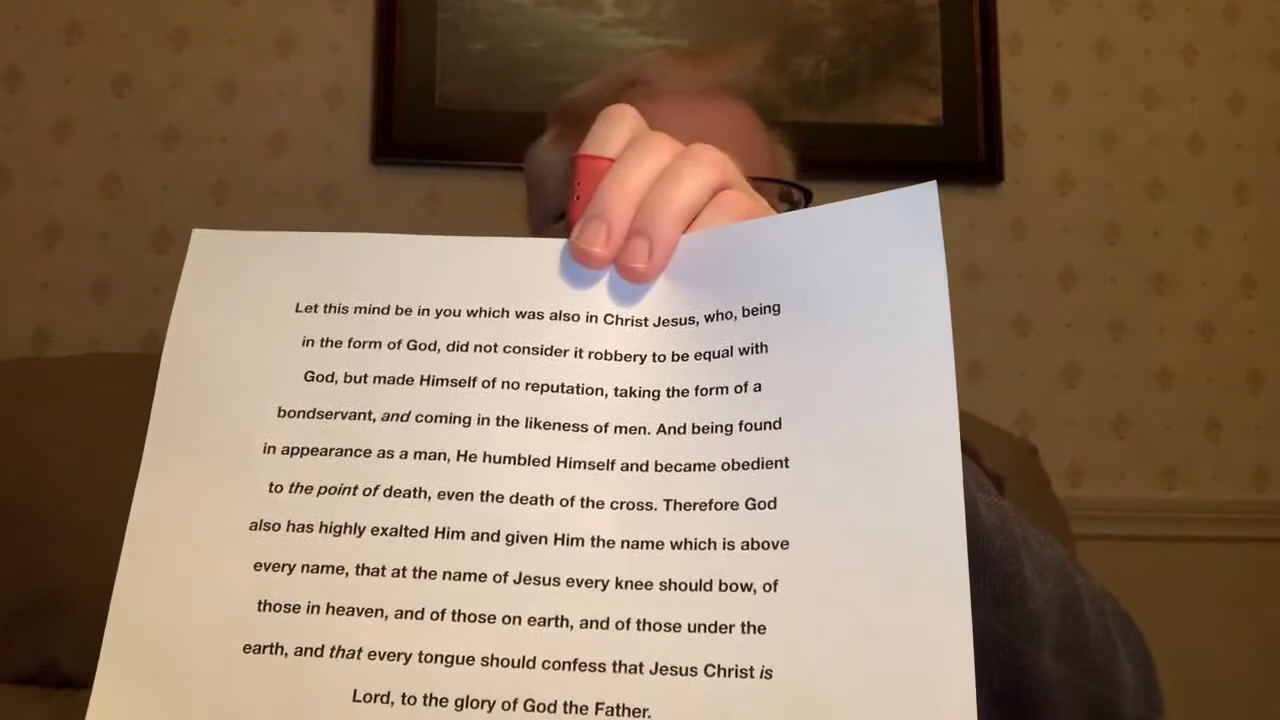 Let this mind be in you which was also in Christ Jesus, who, being
in the form of God, did not consider it robbery to be equal with
God, but made Himself of no reputation, taking the form of a
bondservant, and coming in the likeness of men. And being found
in appearance as a man, He humbled Himself and became obedient
to the point of death, even the death of the cross. Therefore God
also has highly exalted Him and given Him the name which is above
every name, that at the name of Jesus every knee should bow, of
those in heaven, and of those on earth, and of those under the
earth, and that every tongue should confess that Jesus Christ is
Lord, to the glory of God the Father.